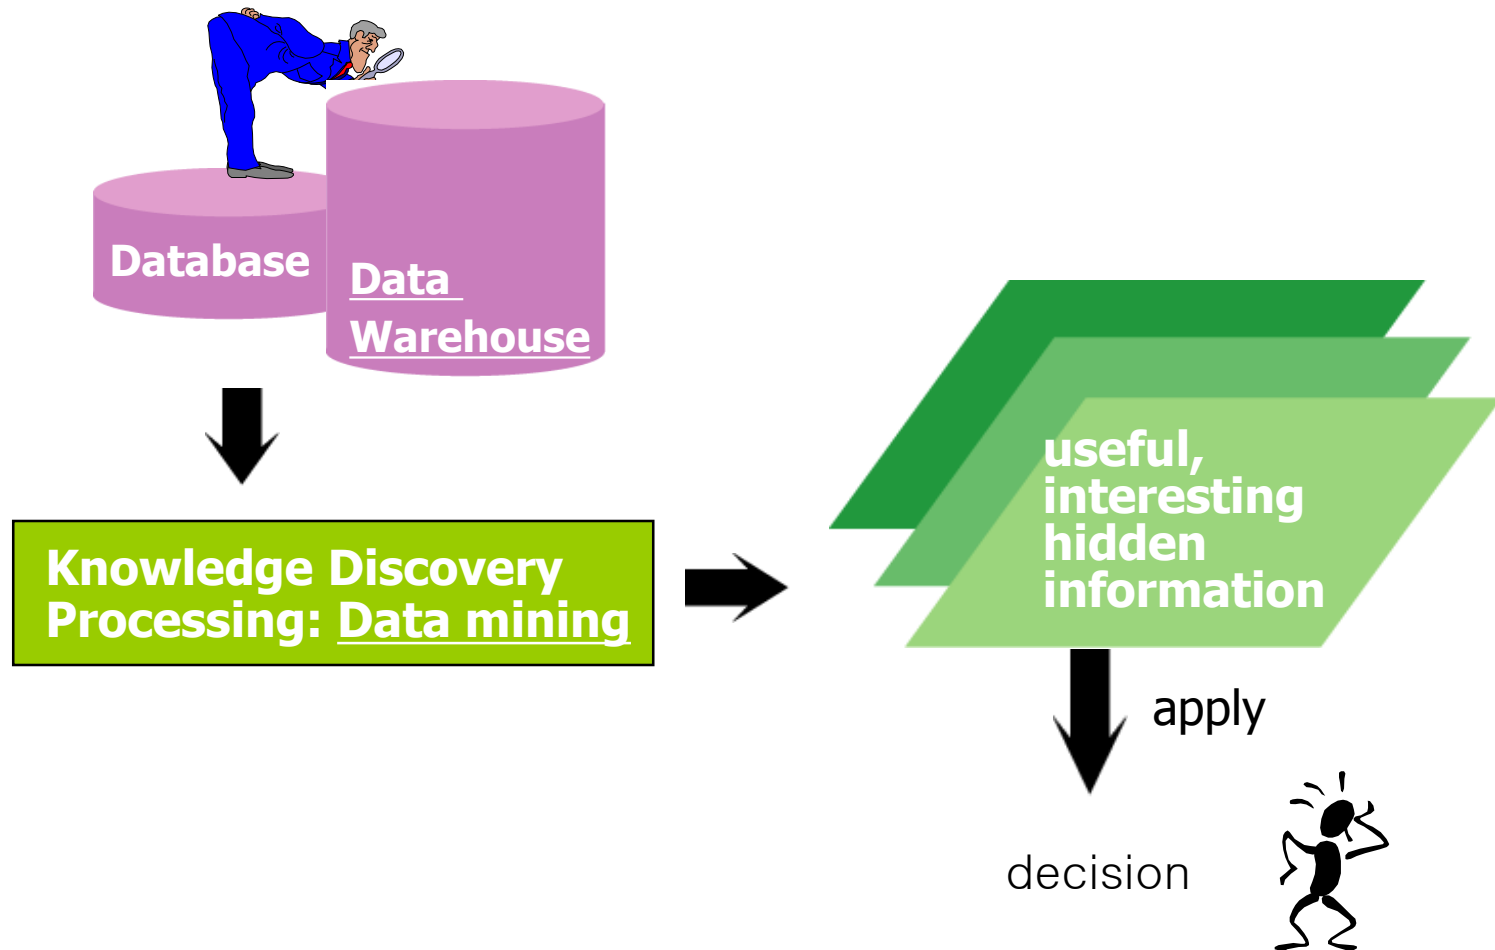 Database
Data
Warehouse
Knowledge Discovery
Processing: Data mining
useful,
interesting
hidden
information
apply
decision